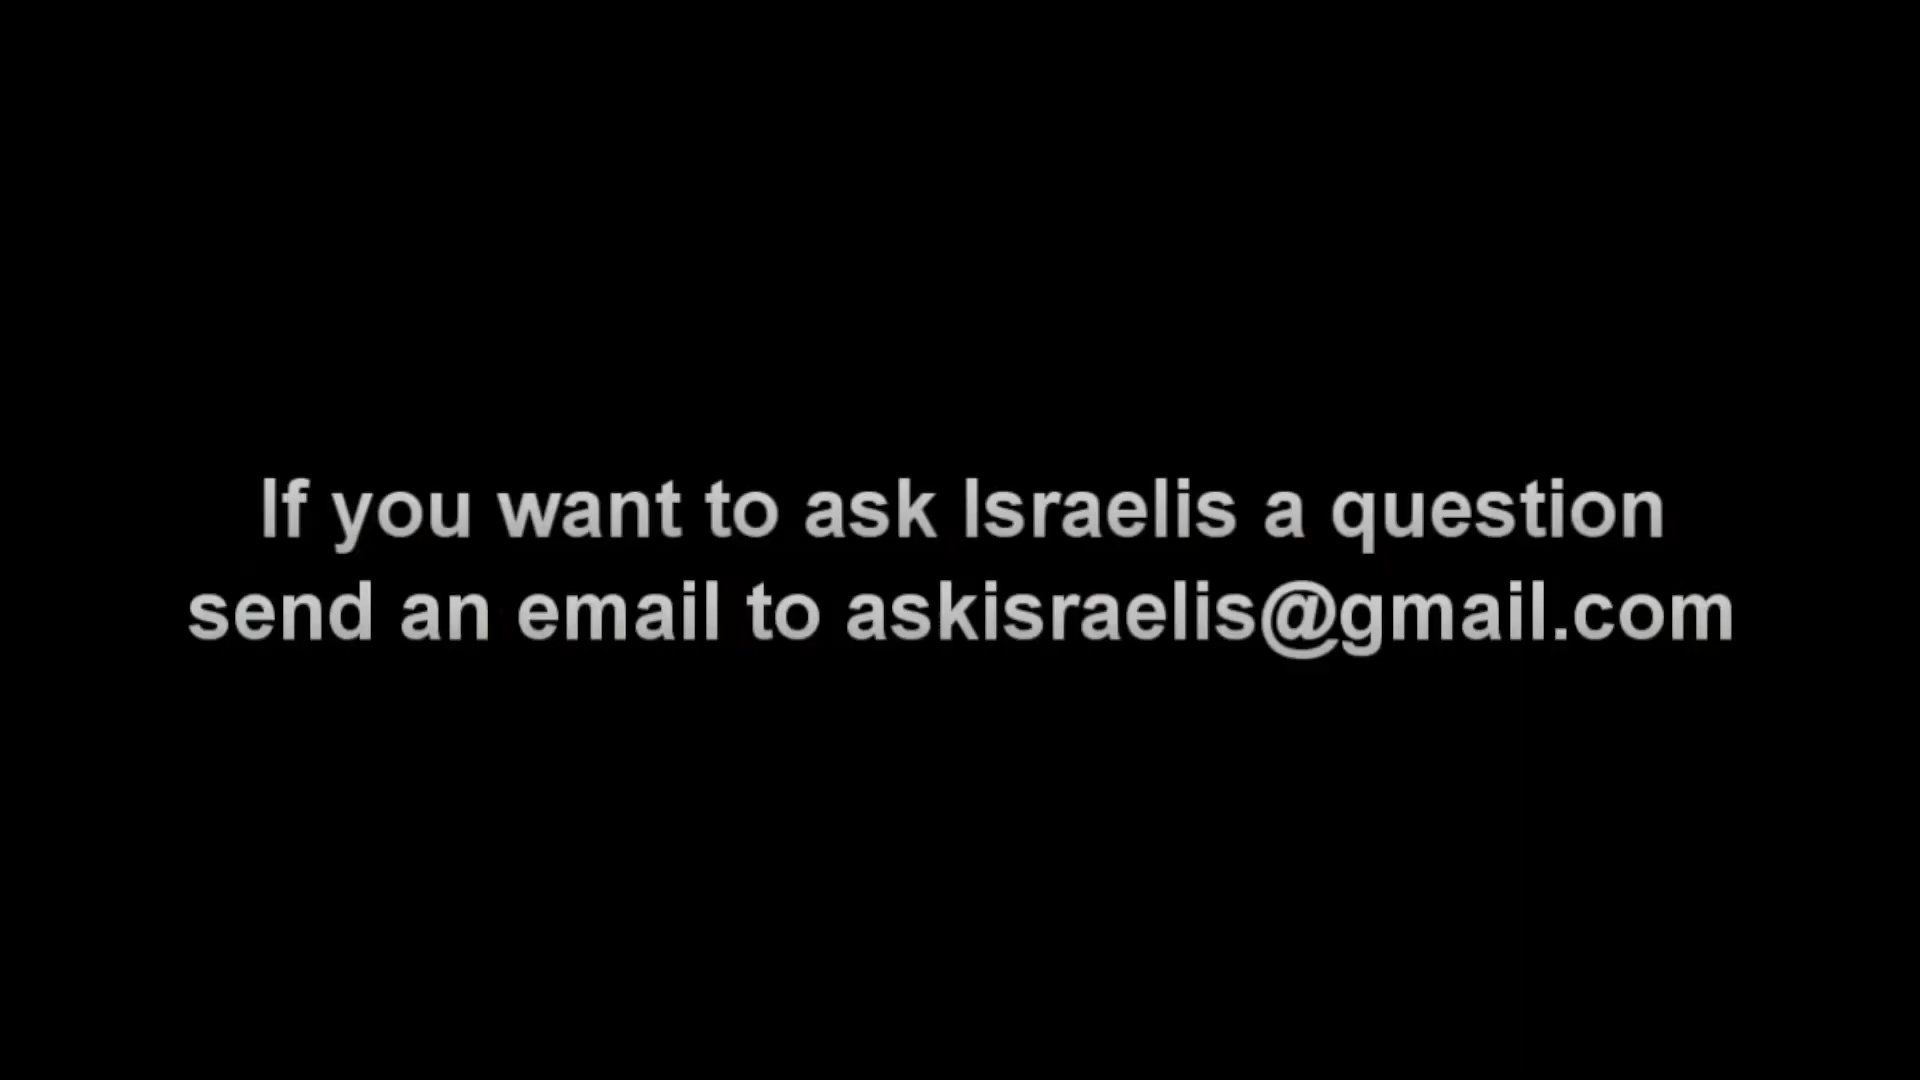 If you want to ask Israelis a question
send an email to askisraelis@gmail.com